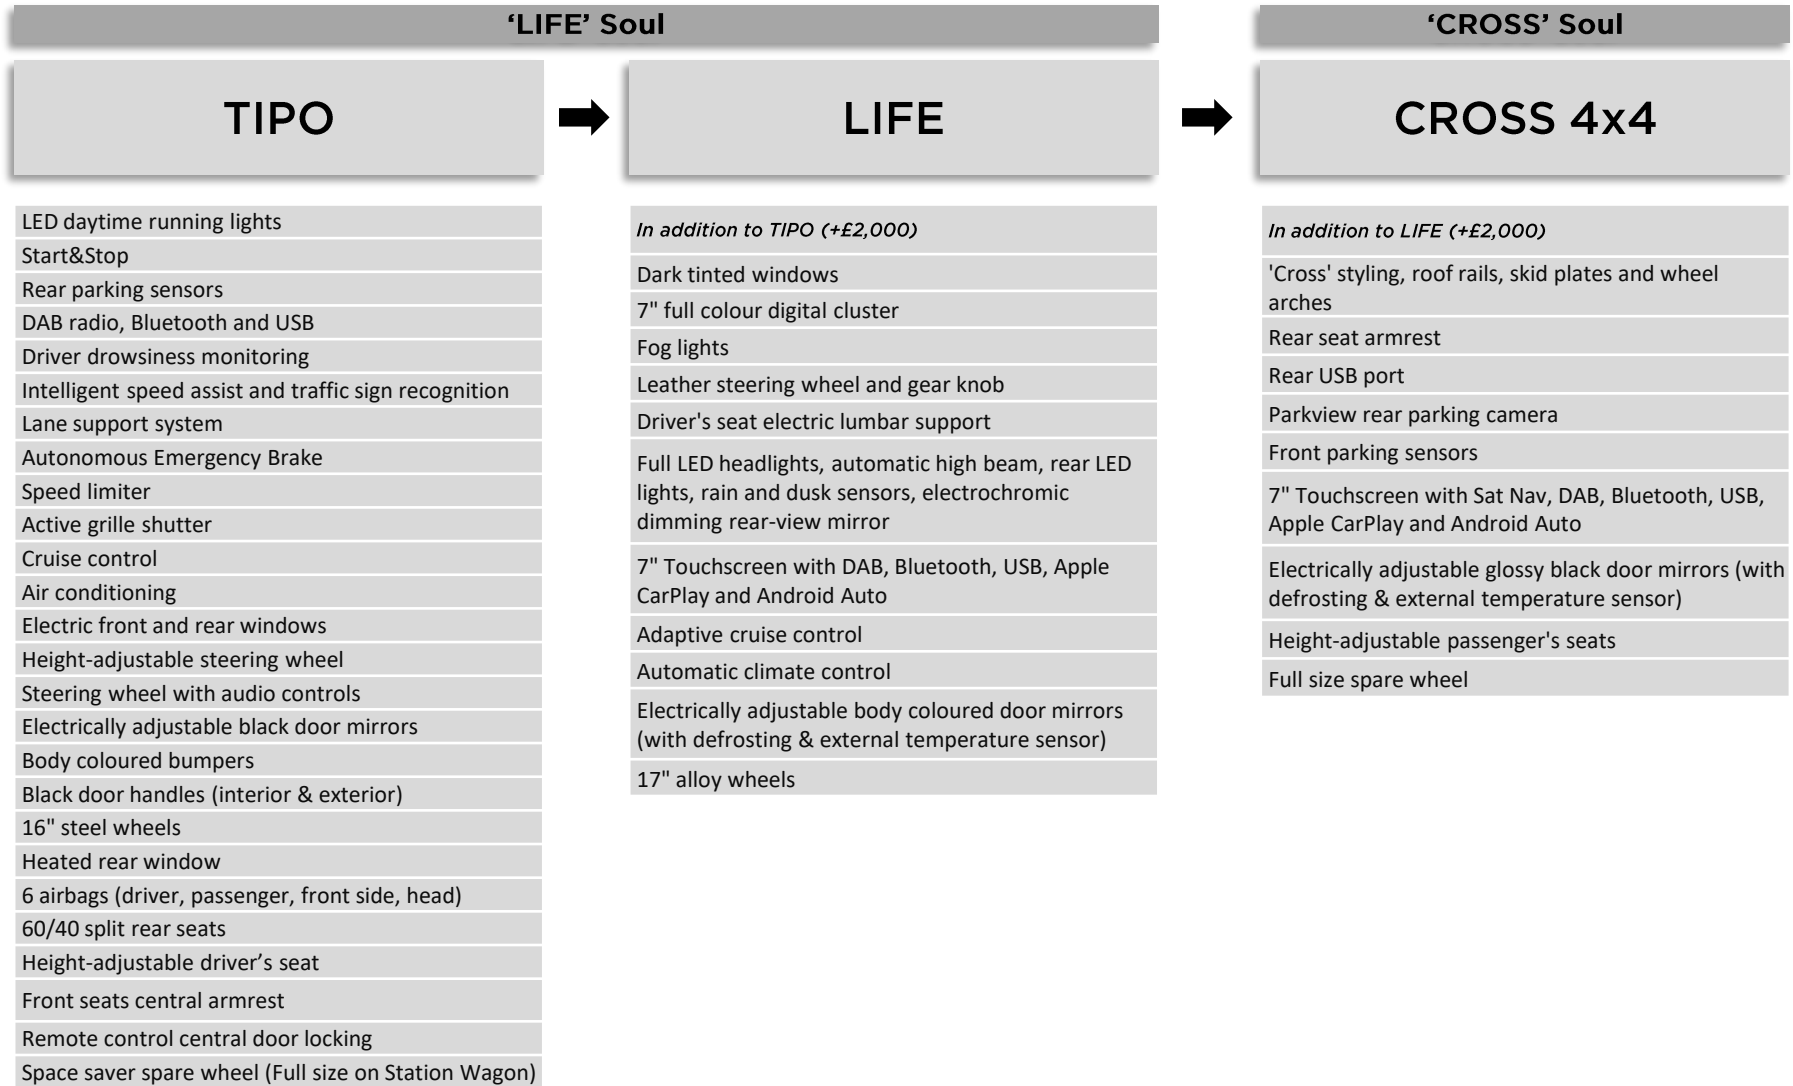 ‘LIFE’ Soul
TIPO
LED daytime running lights
Start&Stop
Rear parking sensors
DAB radio, Bluetooth and USB
Driver drowsiness monitoring
Intelligent speed assist and traffic sign recognition
Lane support system
Autonomous Emergency Brake
Speed limiter
Active grille shutter
Cruise control
Air conditioning
Electric front and rear windows
Height-adjustable steering wheel
Steering wheel with audio controls
Electrically adjustable black door mirrors
Body coloured bumpers
Black door handles (interior & exterior)
16" steel wheels
Heated rear window
6 airbags (driver, passenger, front side, head)
60/40 split rear seats
Height-adjustable driver’s seat
Front seats central armrest
Remote control central door locking
Space saver spare wheel (Full size on Station Wagon)
LIFE
In addition to TIPO (+£2,000)
Dark tinted windows
7" full colour digital cluster
Fog lights
Leather steering wheel and gear knob
Driver's seat electric lumbar support
Full LED headlights, automatic high beam, rear LED
lights, rain and dusk sensors, electrochromic
dimming rear-view mirror
7" Touchscreen with DAB, Bluetooth, USB, Apple
CarPlay and Android Auto
Adaptive cruise control
Automatic climate control
Electrically adjustable body coloured door mirrors
(with defrosting & external temperature sensor)
17" alloy wheels
‘CROSS’ Soul
CROSS 4x4
In addition to LIFE (+£2,000)
'Cross' styling, roof rails, skid plates and wheel
arches
Rear seat armrest
Rear USB port
Parkview rear parking camera
Front parking sensors
7" Touchscreen with Sat Nav, DAB, Bluetooth, USB,
Apple CarPlay and Android Auto
Electrically adjustable glossy black door mirrors (with
defrosting & external temperature sensor)
Height-adjustable passenger's seats
Full size spare wheel